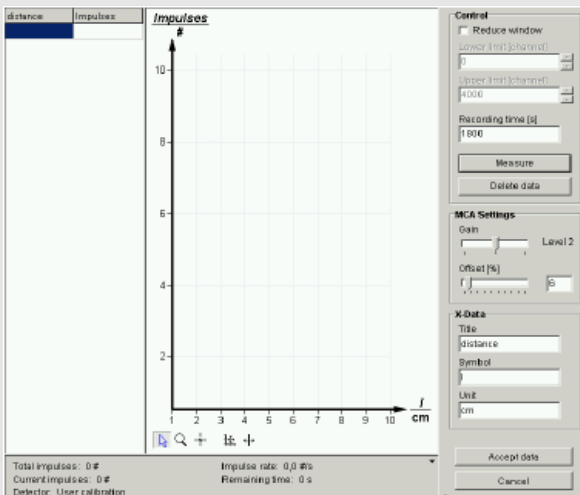 distance Impulses
Impulses
#
10
8
6
4
2
1 2 3 4 5 6 7 8 9 10
l
cm
Total impulses: 0 #
Impulse rate: 0,0 #/s
Current impulses: 0 #
Remaining time: 0 s
Detector: User calibration
Control
Reduce window
Lower limit [channel]
0
Upper limit [channel]
4000
Recording time [s]
1800
Measure
Delete data
MCA Settings
Gain
Level 2
Offset [%]
6
X-Data
Title
distance
Symbol
l
Unit
cm
Accept data
Cancel